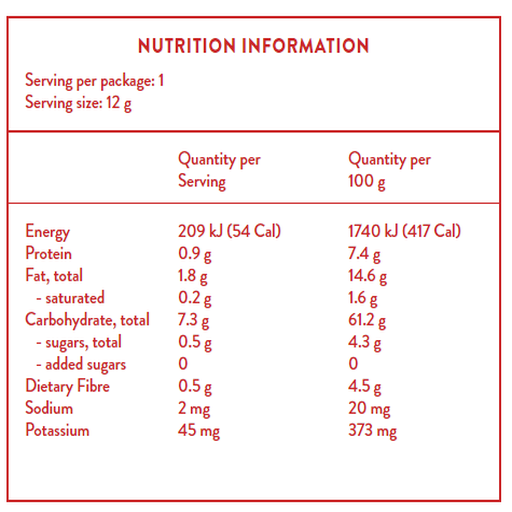 NUTRITION INFORMATION
Serving per package: 1
Serving size: 12 g
Quantity per Serving Quantity per 100 g
Energy 209 kJ (54 Cal) 1740 kJ (417 Cal)
Protein 0.9 g 7.4 g
Fat, total 1.8 g 14.6 g
- saturated 0.2 g 1.6 g
Carbohydrate, total 7.3 g 61.2 g
- sugars, total 0.5 g 4.3 g
- added sugars 0 0
Dietary Fibre 0.5 g 4.5 g
Sodium 2 mg 20 mg
Potassium 45 mg 373 mg